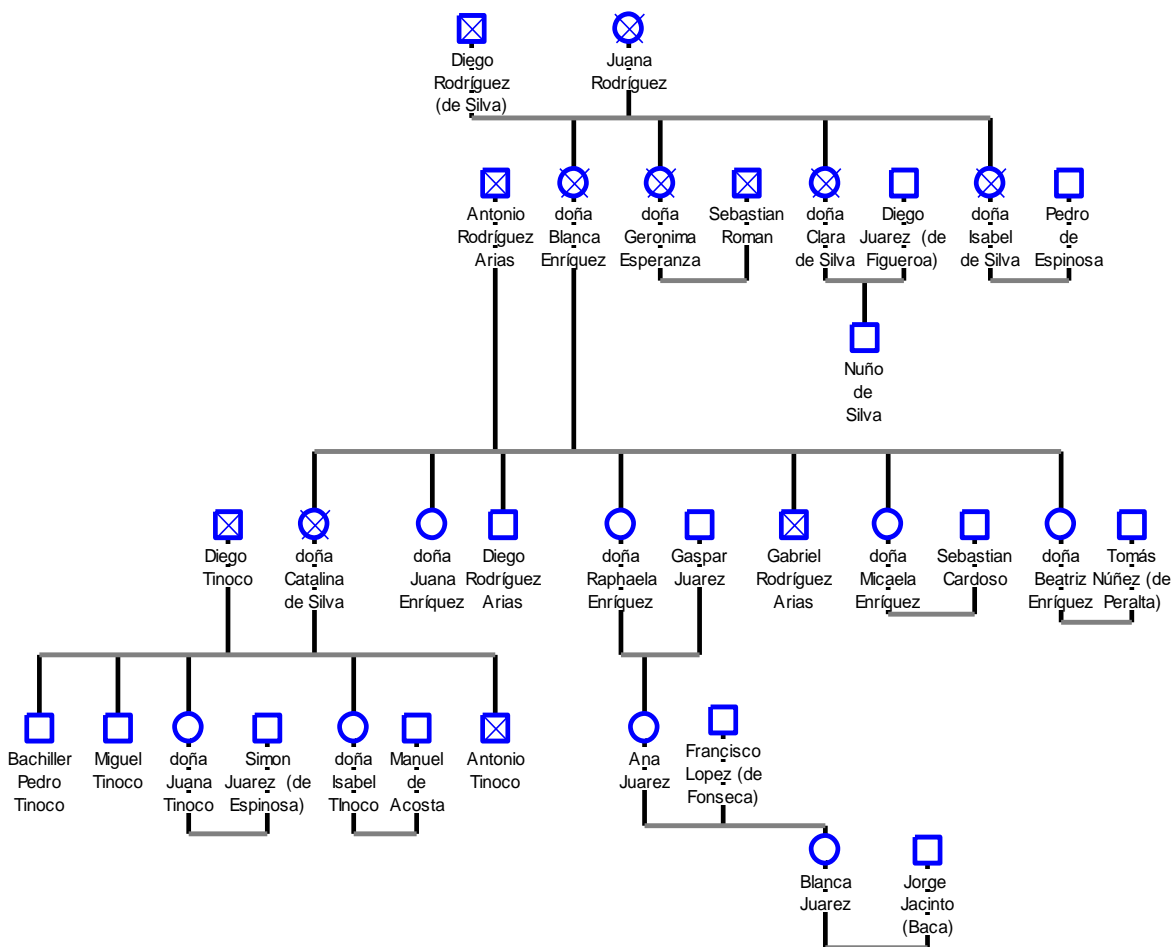 Diego
Rodríguez
(de Silva)
Juana
Rodríguez
Antonio
Rodríguez
Arias
doña
Blanca
Enríquez
doña
Geronima
Esperanza
Sebastian
Roman
doña
Clara
de Silva
Diego
Juarez (de
Figueroa)
doña
Isabel
de Silva
Pedro
de
Espinosa
Nuño
de
Silva
Diego
Tinoco
doña
Catalina
de Silva
doña
Juana
Enríquez
Diego
Rodríguez
Arias
doña
Raphaela
Enríquez
Gaspar
Juarez
Gabriel
Rodríguez
Arias
doña
Micaela
Enríquez
Sebastian
Cardoso
doña
Beatriz
Enríquez
Tomás
Núñez (de
Peralta)
Bachiller
Pedro
Tinoco
Miguel
Tinoco
doña
Juana
Tinoco
Simon
Juarez (de
Espinosa)
doña
Isabel
TInoco
Manuel
de
Acosta
Antonio
Tinoco
Ana
Juarez
Francisco
Lopez (de
Fonseca)
Blanca
Juarez
Jorge
Jacinto
(Baca)